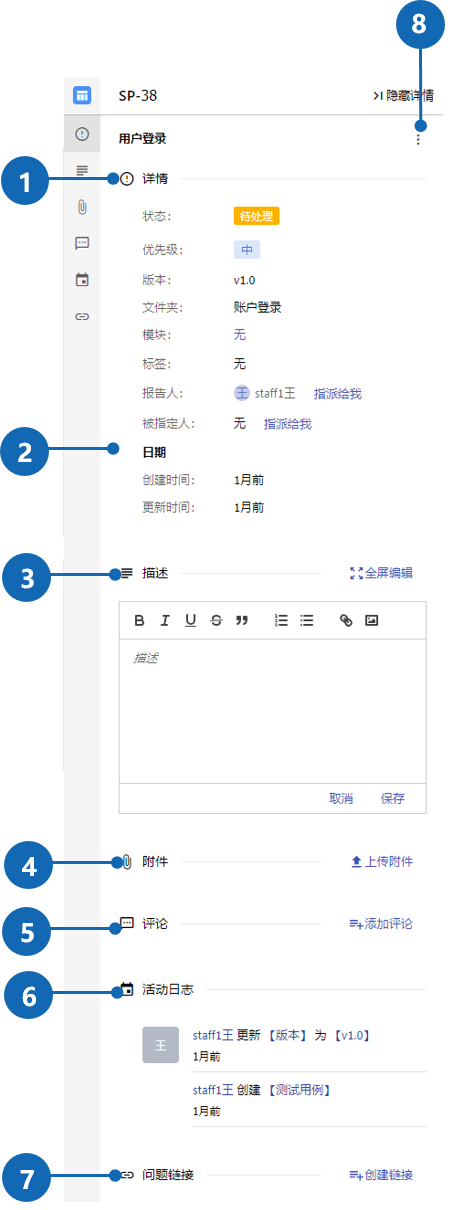 8
SP-38
隐藏详情
用户登录
1
详情
状态：
待处理
优先级：
中
版本：
v1.0
文件夹：
账户登录
模块：
无
标签：
无
报告人：
王 staff1王 指派给我
被指定人：
无 指派给我
2
日期
创建时间：
1月前
更新时间：
1月前
3
描述
全屏编辑
B I U S
描述
取消 保存
4
附件
上传附件
5
评论
添加评论
6
活动日志
王
staff1王 更新 【版本】 为 【v1.0】
1月前
staff1王 创建 【测试用例】
1月前
7
问题链接
创建链接